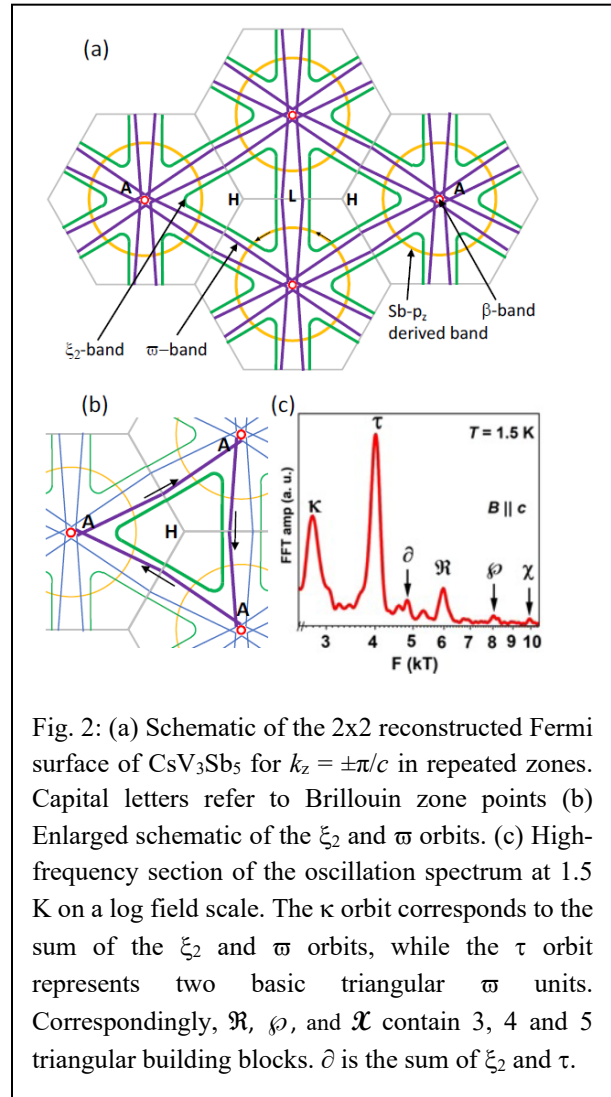 (a)
A
H
L
H
A
ξ₂-band
ϖ–band
Sb-p_z
derived band
β-band
(b)
A
A
H
A
(c)
FFT amp (a. u.)
τ
T = 1.5 K
κ
B || c
∂
ℜ
℘
χ
3 4 5 6 7 8 9 10
F (kT)
Fig. 2: (a) Schematic of the 2x2 reconstructed Fermi
surface of CsV₃Sb₅ for k_z = ±π/c in repeated zones.
Capital letters refer to Brillouin zone points (b)
Enlarged schematic of the ξ₂ and ϖ orbits. (c) High-
frequency section of the oscillation spectrum at 1.5
K on a log field scale. The κ orbit corresponds to the
sum of the ξ₂ and ϖ orbits, while the τ orbit
represents two basic triangular ϖ units.
Correspondingly, ℜ, ℘, and χ contain 3, 4 and 5
triangular building blocks. ∂ is the sum of ξ₂ and τ.